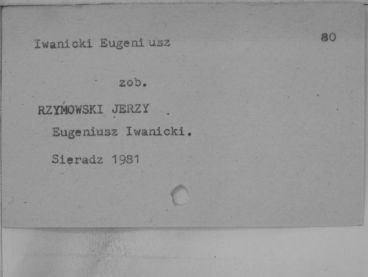 Iwanicki Eugeniusz 80
zob.
RZYMOWSKI JERZY
Eugeniusz Iwanicki.
Sieradz 1981